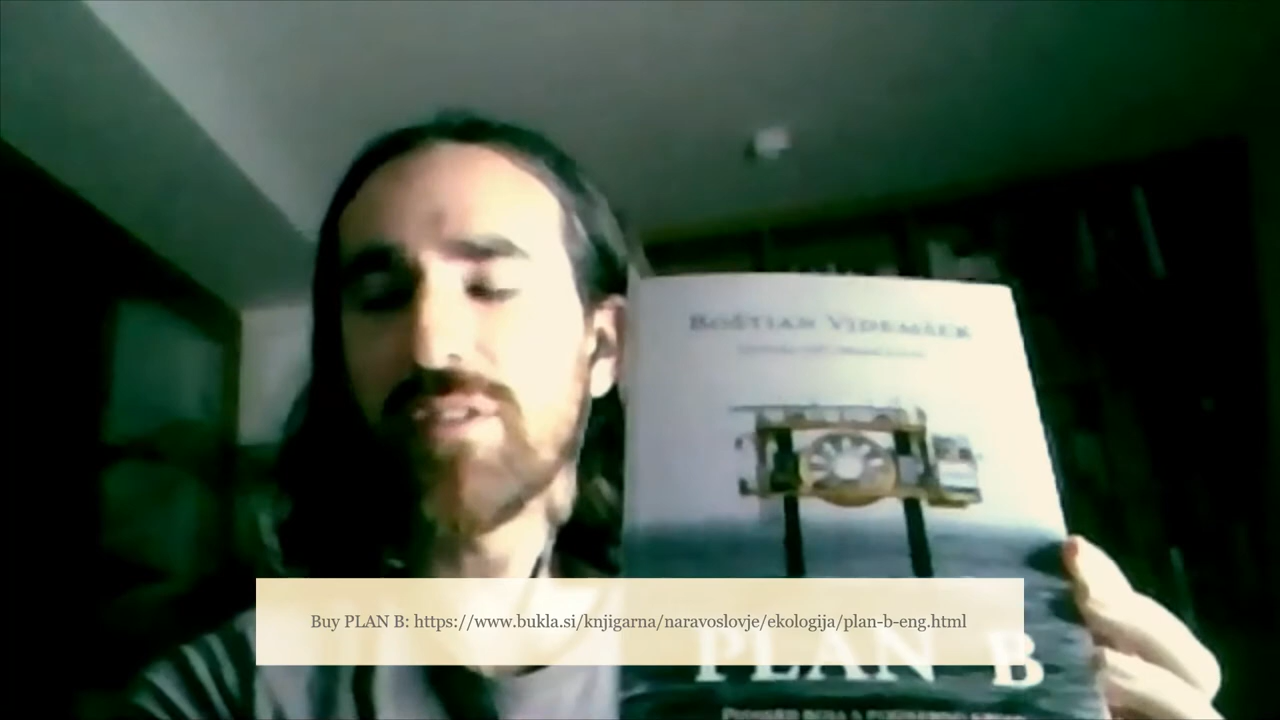 BOŠTJAN VIDEMŠEK
Buy PLAN B: https://www.bukla.si/knjigarna/naravoslovje/ekologija/plan-b-eng.html
PLAN B